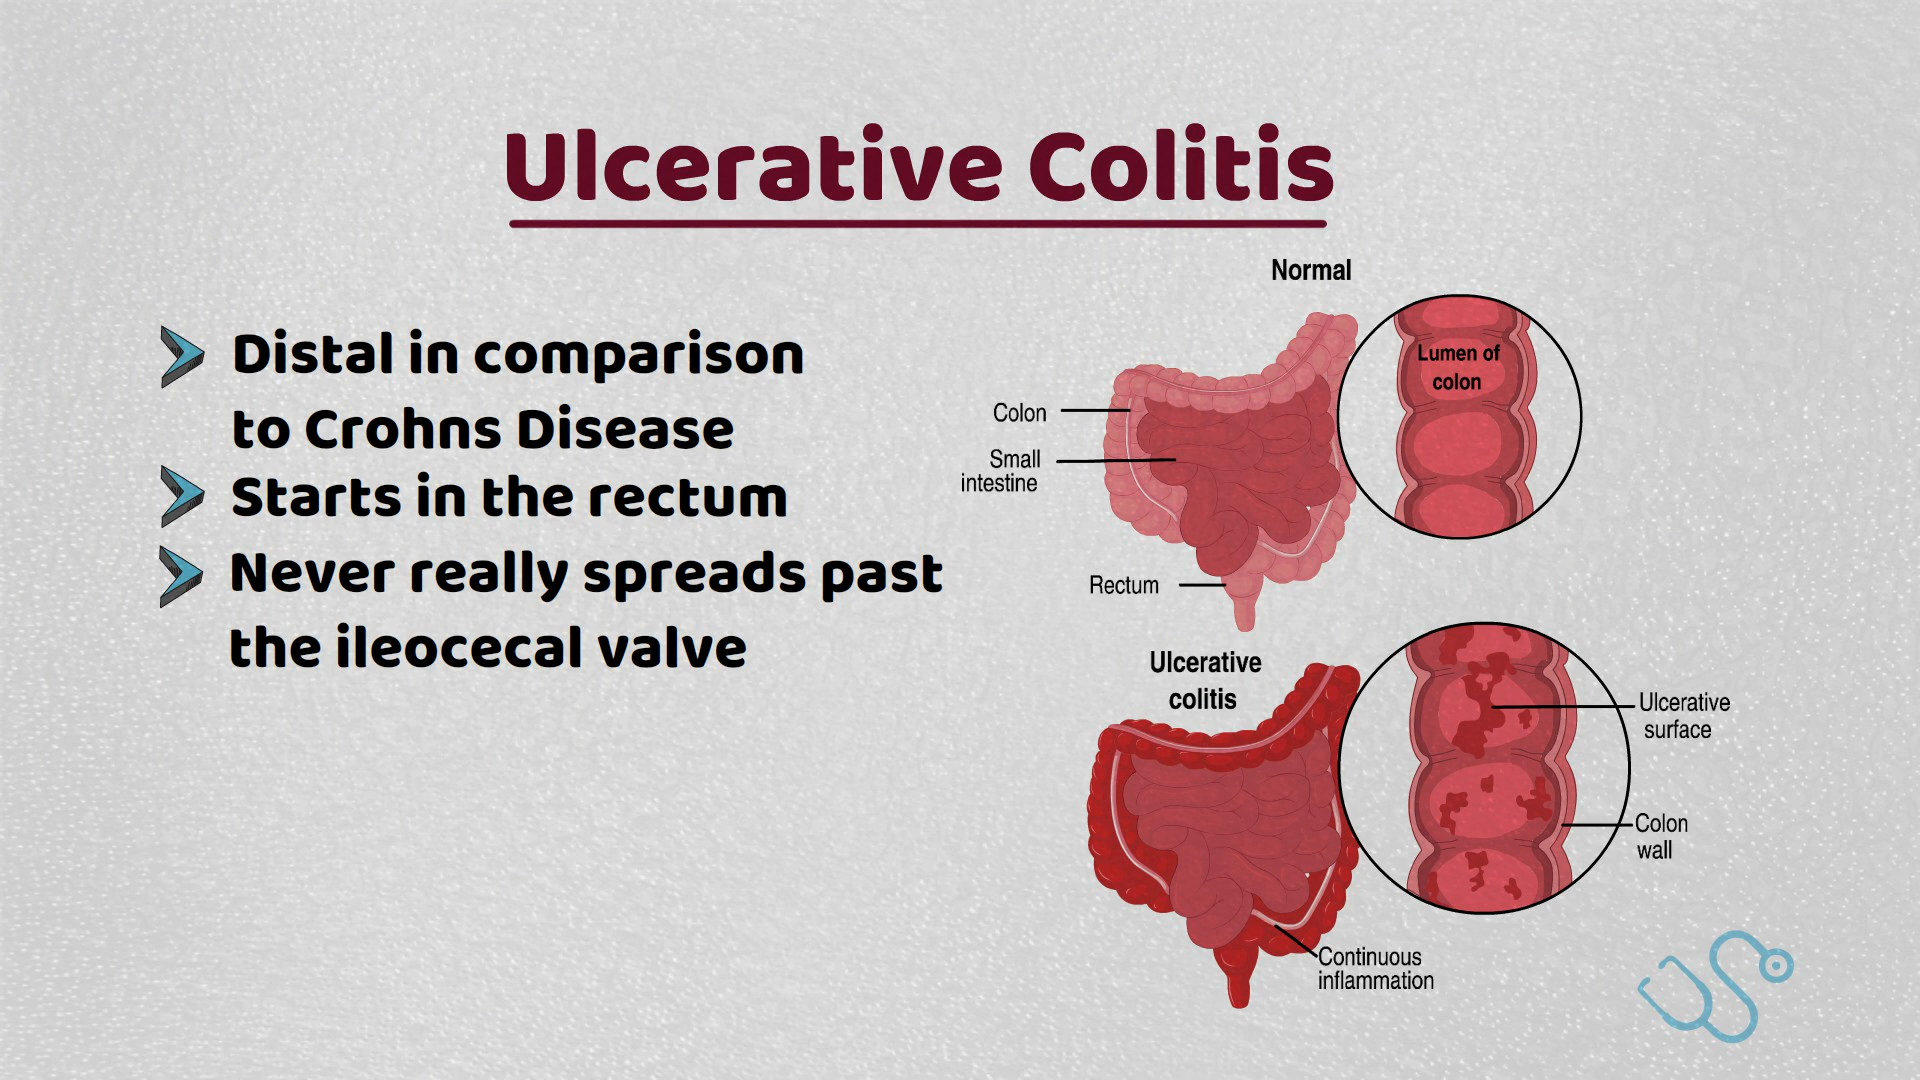 Ulcerative Colitis
Distal in comparison
to Crohns Disease
Starts in the rectum
Never really spreads past
the ileocecal valve
Normal
Lumen of
colon
Colon
Small
intestine
Rectum
Ulcerative
colitis
Ulcerative
surface
Colon
wall
Continuous
inflammation